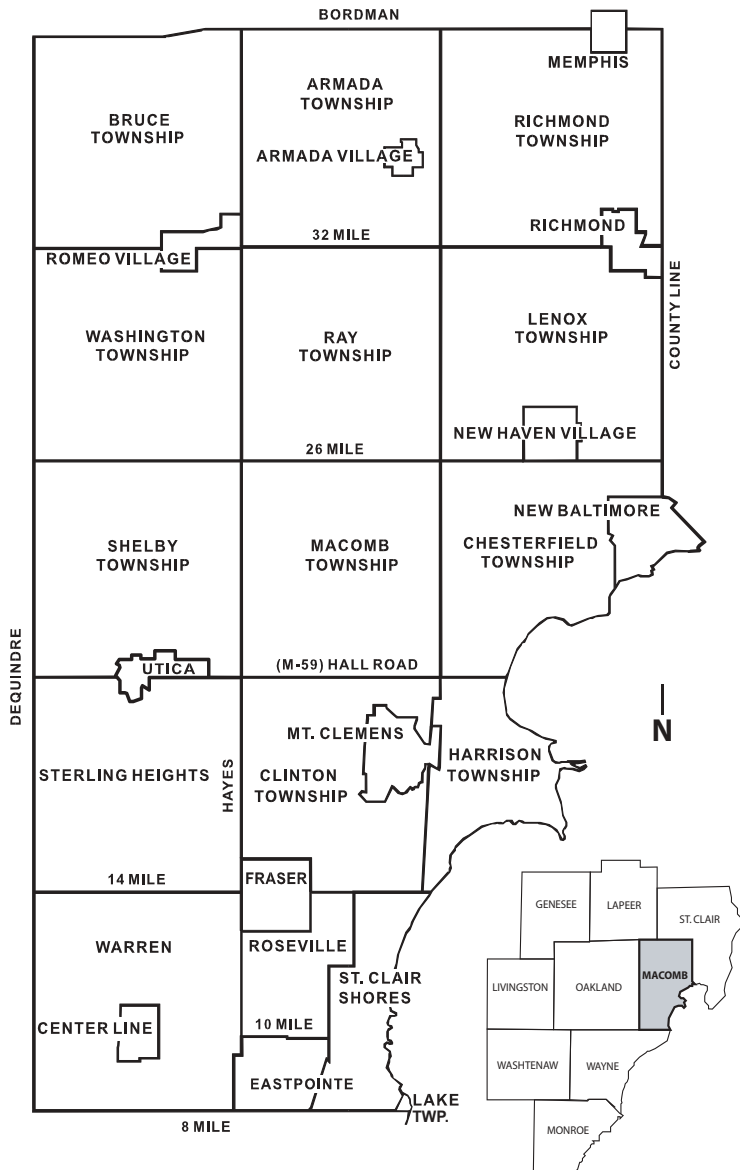 BORDMAN
MEMPHIS
ARMADA
TOWNSHIP
BRUCE
TOWNSHIP
RICHMOND
TOWNSHIP
ARMADA VILLAGE
RICHMOND
32 MILE
ROMEO VILLAGE
COUNTY LINE
WASHINGTON
TOWNSHIP
RAY
TOWNSHIP
LENOX
TOWNSHIP
NEW HAVEN VILLAGE
26 MILE
NEW BALTIMORE
SHELBY
TOWNSHIP
MACOMB
TOWNSHIP
CHESTERFIELD
TOWNSHIP
DEQUINDRE
UTICA
(M-59) HALL ROAD
N
MT. CLEMENS
HARRISON
TOWNSHIP
STERLING HEIGHTS
HAYES
CLINTON
TOWNSHIP
14 MILE
FRASER
WARREN
ROSEVILLE
ST. CLAIR
SHORES
CENTER LINE
10 MILE
EASTPOINTE
LAKE
TWP.
8 MILE
GENESEE
LAPEER
ST. CLAIR
LIVINGSTON
OAKLAND
MACOMB
WASHTENAW
WAYNE
MONROE